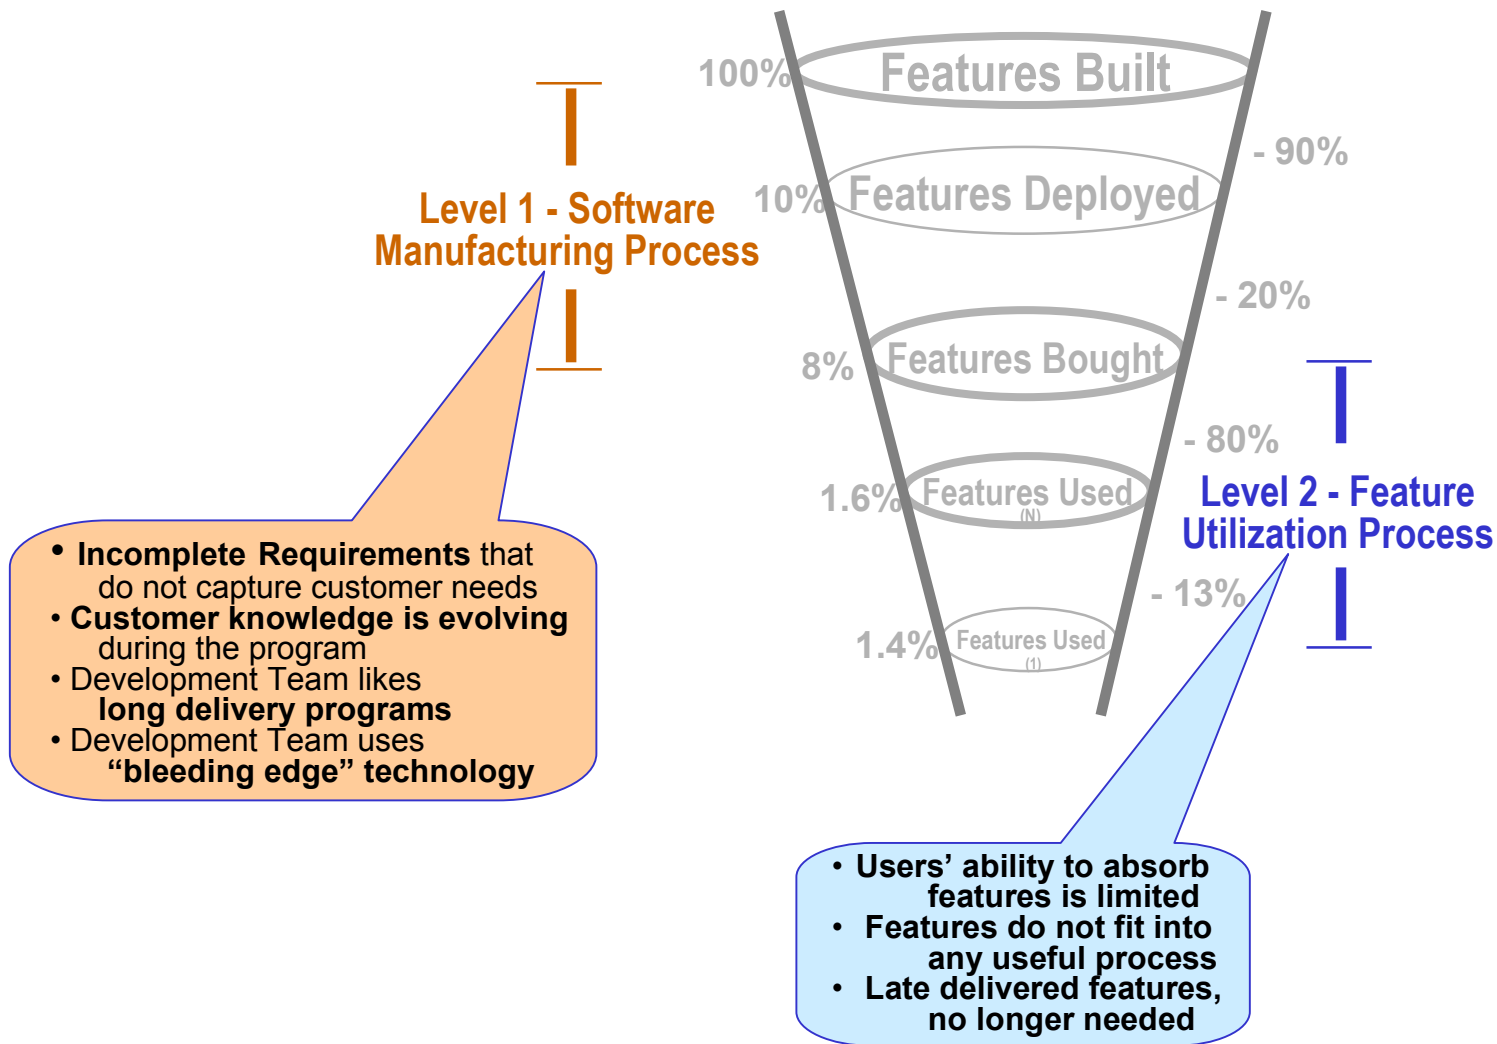 100%
Features Built
- 90%
10%
Features Deployed
Level 1 - Software
Manufacturing Process
- 20%
8%
Features Bought
- 80%
1.6%
Features Used
(N)
Level 2 - Feature
Utilization Process
- 13%
1.4%
Features Used
(1)
• Incomplete Requirements that
do not capture customer needs
• Customer knowledge is evolving
during the program
• Development Team likes
long delivery programs
• Development Team uses
“bleeding edge” technology
• Users’ ability to absorb
features is limited
• Features do not fit into
any useful process
• Late delivered features,
no longer needed